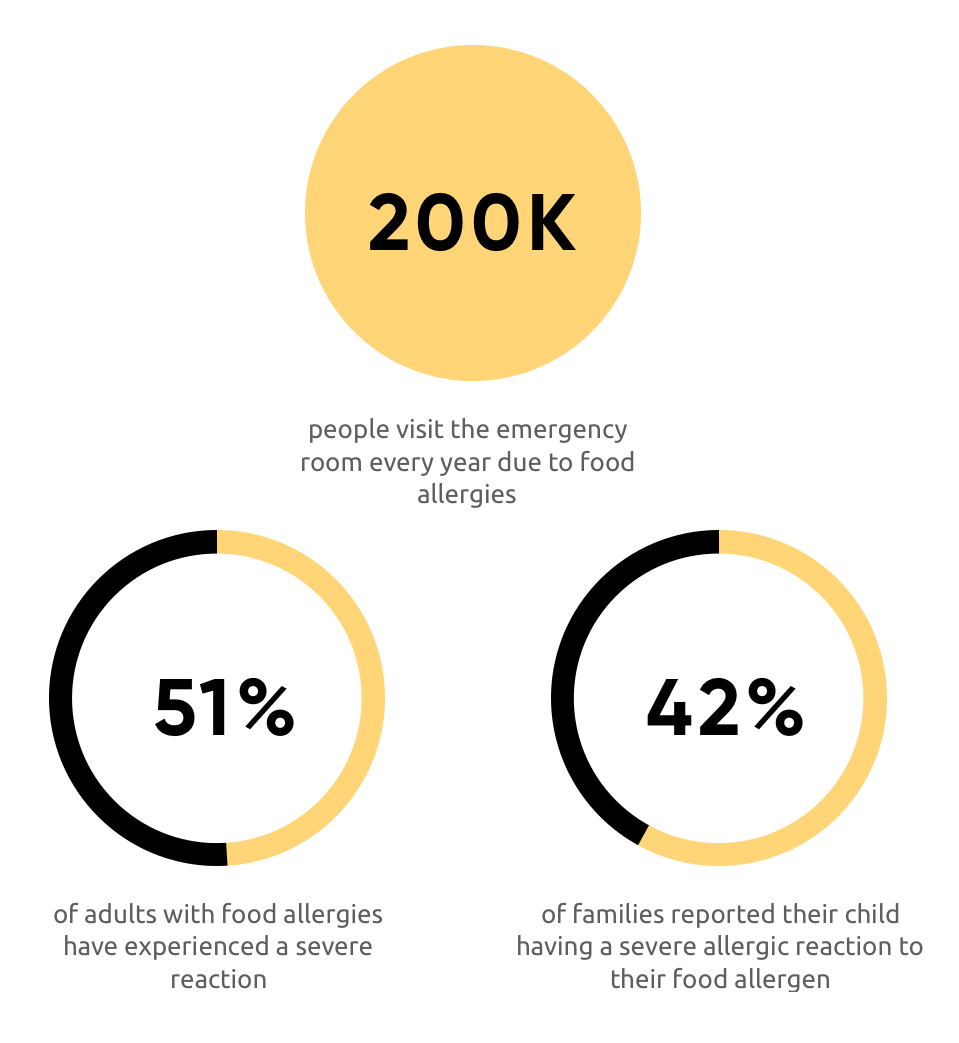 200K
people visit the emergency
room every year due to food
allergies
51%
of adults with food allergies
have experienced a severe
reaction
42%
of families reported their child
having a severe allergic reaction to
their food allergen